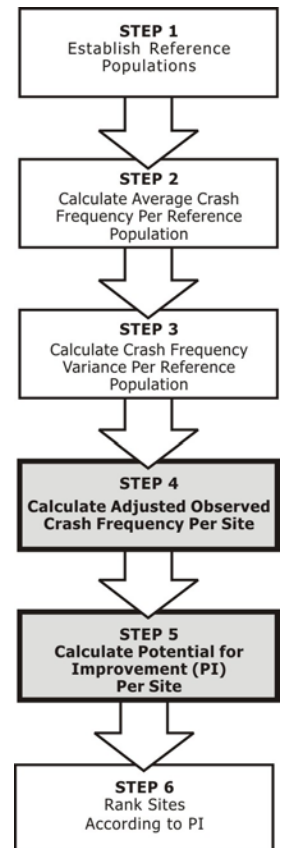 STEP 1
Establish Reference
Populations
STEP 2
Calculate Average Crash
Frequency Per Reference
Population
STEP 3
Calculate Crash Frequency
Variance Per Reference
Population
STEP 4
Calculate Adjusted Observed
Crash Frequency Per Site
STEP 5
Calculate Potential for
Improvement (PI)
Per Site
STEP 6
Rank Sites
According to PI